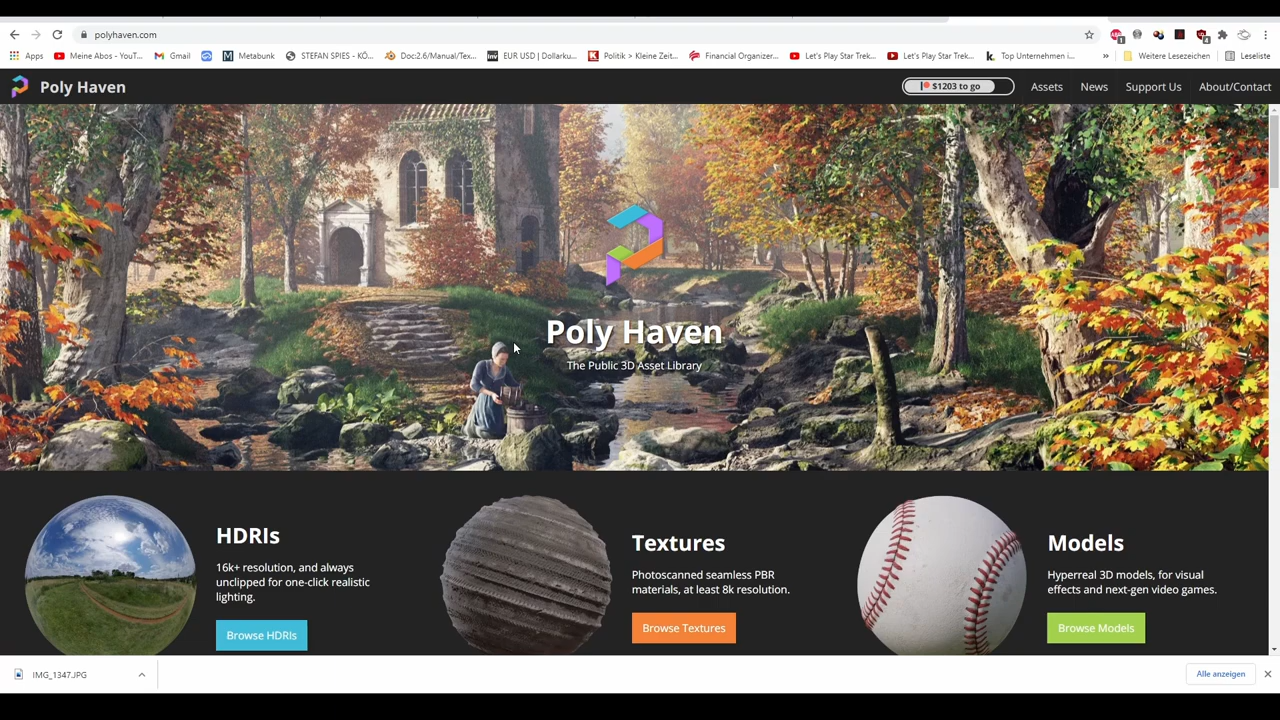 polyhaven.com
Apps
Meine Abos - YouT...
Gmail
Metabunk
STEFAN SPIES - KÖ...
Doc:2.6/Manual/Tex...
EUR USD | Dollarku...
Politik > Kleine Zeit...
Financial Organizer...
Let's Play Star Trek...
Let's Play Star Trek...
Top Unternehmen i...
»
Weitere Lesezeichen
Leseliste
Poly Haven
$1203 to go
Assets
News
Support Us
About/Contact
Poly Haven
The Public 3D Asset Library
HDRIs
16k+ resolution, and always
unclipped for one-click realistic
lighting.
Browse HDRIs
Textures
Photoscanned seamless PBR
materials, at least 8k resolution.
Browse Textures
Models
Hyperreal 3D models, for visual
effects and next-gen video games.
Browse Models
IMG_1347.JPG
Alle anzeigen